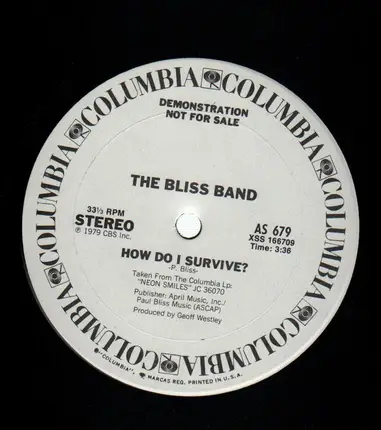 COLUMBIA COLUMBIA COLUMBIA COLUMBIA COLUMBIA COLUMBIA COLUMBIA
DEMONSTRATION
NOT FOR SALE
THE BLISS BAND
33⅓ RPM
STEREO
℗ 1979 CBS Inc.
AS 679
XSS 166709
Time: 3:36
HOW DO I SURVIVE?
-P. Bliss-
Taken From The Columbia Lp:
"NEON SMILES" JC 36070
Publisher: April Music, Inc./
Paul Bliss Music (ASCAP)
Produced by Geoff Westley
"COLUMBIA", MARCAS REG. PRINTED IN U.S.A.